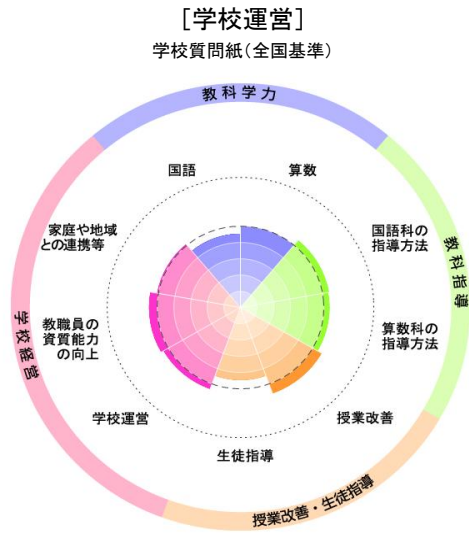 [学校運営]
学校質問紙(全国基準)
教科学力
国語
算数
家庭や地域
との連携等
国語科の
指導方法
教科指導
教職員の
資質能力
の向上
算数科の
指導方法
学校経営
学校運営
授業改善
生徒指導
授業改善・生徒指導